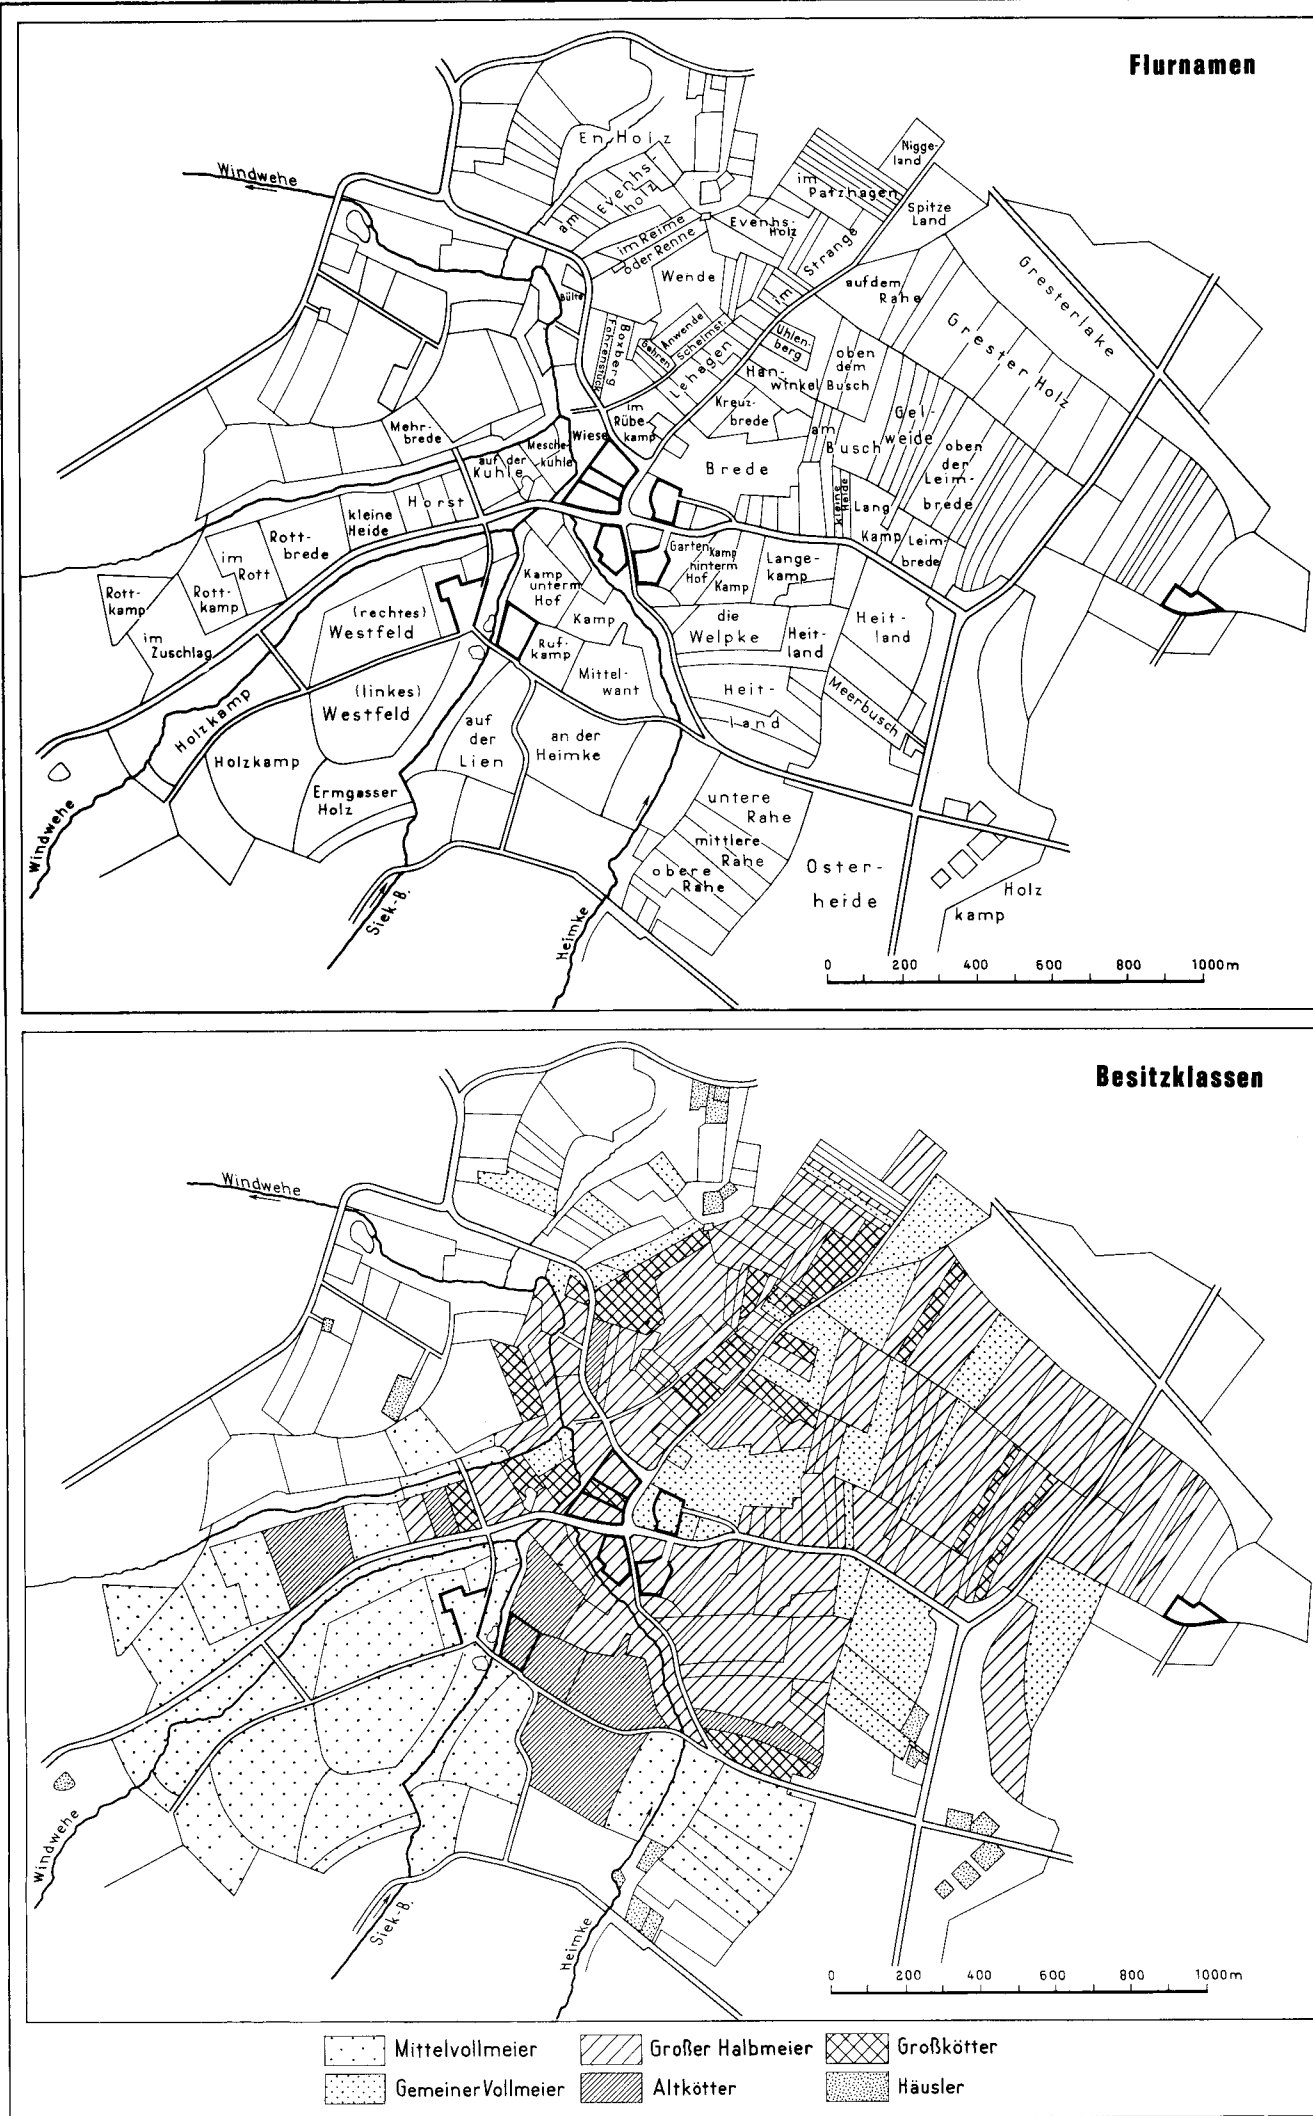 Flurnamen
En Holz
Nigge-
land
Windwehe
im
Patzhagen
Evenhs-
holz
am
Spitze
Land
Evenhs-
Holz
im Reime
oder Renne
Strange
Gresterlake
Wende
auf dem
Rahe
Bülte
Grester Holz
Anwende
Scheimstr.
Gehren
Boxberg
Föhrenstück
Uhlen-
berg
oben
dem
Busch
Lehagen
Han-
winkel
Kreuz-
brede
im
Rübe-
kamp
Gel-
weide
am
Busch
Mehr-
brede
Wiese
Mesche-
kühle
auf der
Kuhle
Brede
oben
der
Leim-
brede
Horst
kleine
Heide
kleine
Heide
Lang
Kamp
Leim-
brede
Rott-
brede
im
Rott
Garten
Kamp
hinterm
Hof
Kamp
Lange-
kamp
Rott-
kamp
Rott-
kamp
Kamp
unterm
Hof
(rechtes)
Westfeld
Kamp
die
Welpke
Heit-
land
Heit-
land
im
Zuschlag
Ruf-
kamp
Mittel-
want
(linkes)
Westfeld
Heit-
land
Meerbusch
Holzkamp
auf
der
Lien
an der
Heimke
Holzkamp
Ermgasser
Holz
untere
Rahe
mittlere
Rahe
obere
Rahe
Windwehe
Oster-
heide
Holz
kamp
Siek-B.
Heimke
0 200 400 600 800 1000m
Besitzklassen
Windwehe
Windwehe
Siek-B.
Heimke
0 200 400 600 800 1000m
Mittelvollmeier
Großer Halbmeier
Großkötter
Gemeiner Vollmeier
Altkötter
Häusler